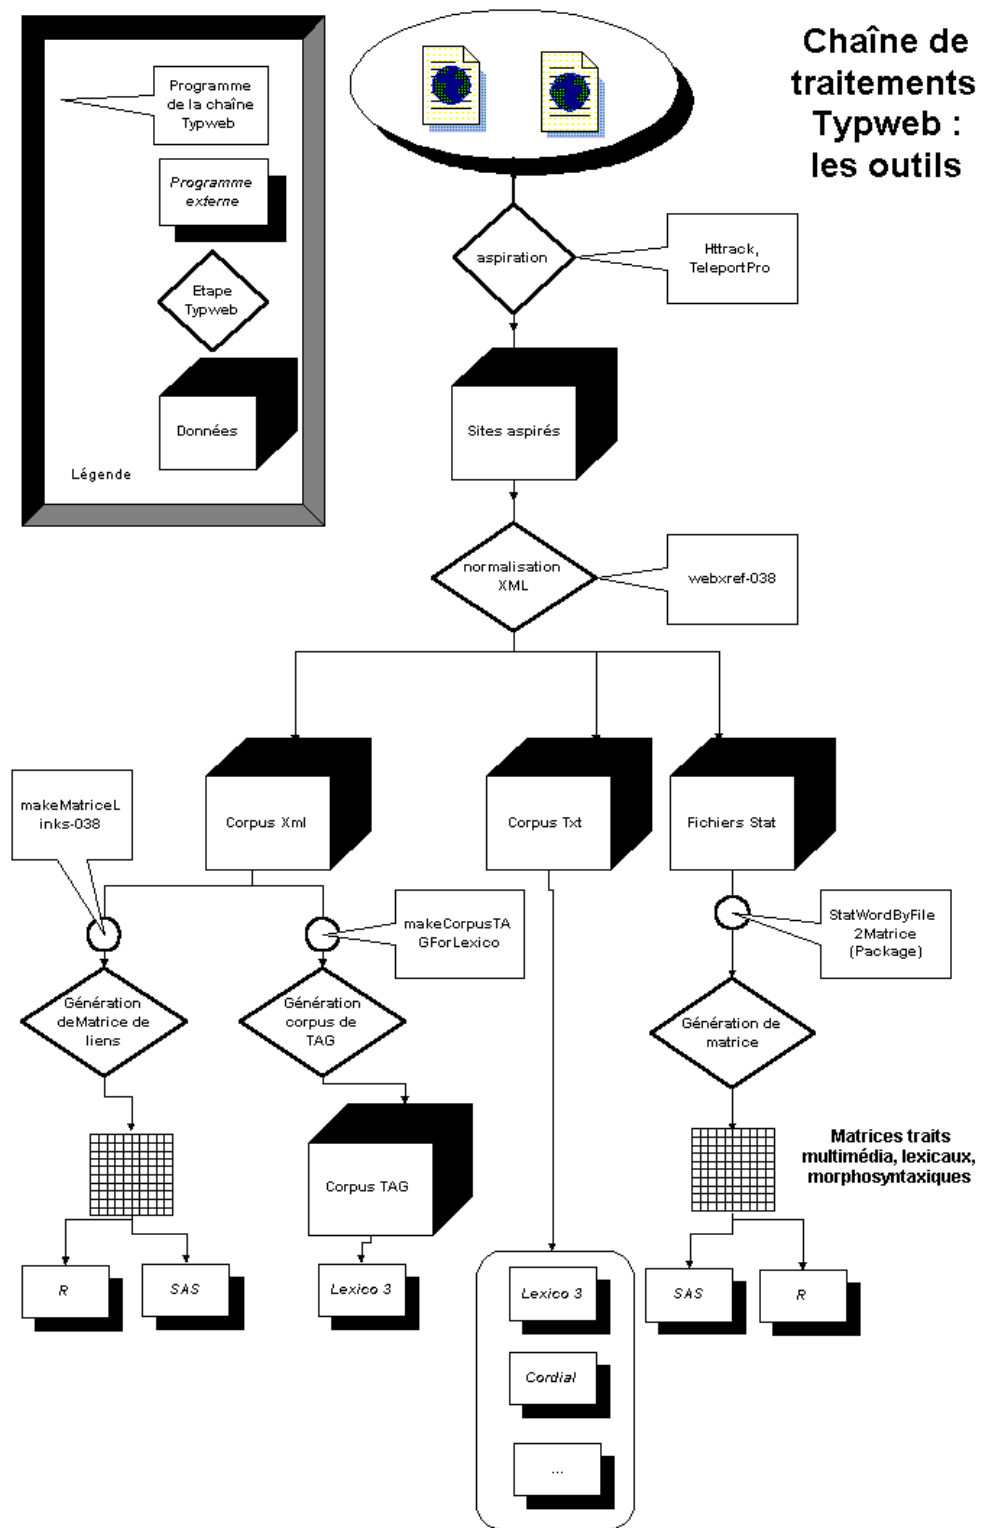 Chaîne de
traitements
Typweb :
les outils
Programme
de la chaîne
Typweb
Programme
externe
Etape
Typweb
Données
Légende
aspiration
Httrack,
TeleportPro
Sites aspirés
normalisation
XML
webxref-038
makeMatriceL
inks-038
Corpus Xml
Corpus Txt
Fichiers Stat
makeCorpusTA
GForLexico
StatWordByFile
2Matrice
(Package)
Génération
deMatrice de
liens
Génération
corpus de
TAG
Génération de
matrice
Matrices traits
multimédia, lexicaux,
morphosyntaxiques
Corpus TAG
R
SAS
Lexico 3
Lexico 3
Cordial
...
SAS
R